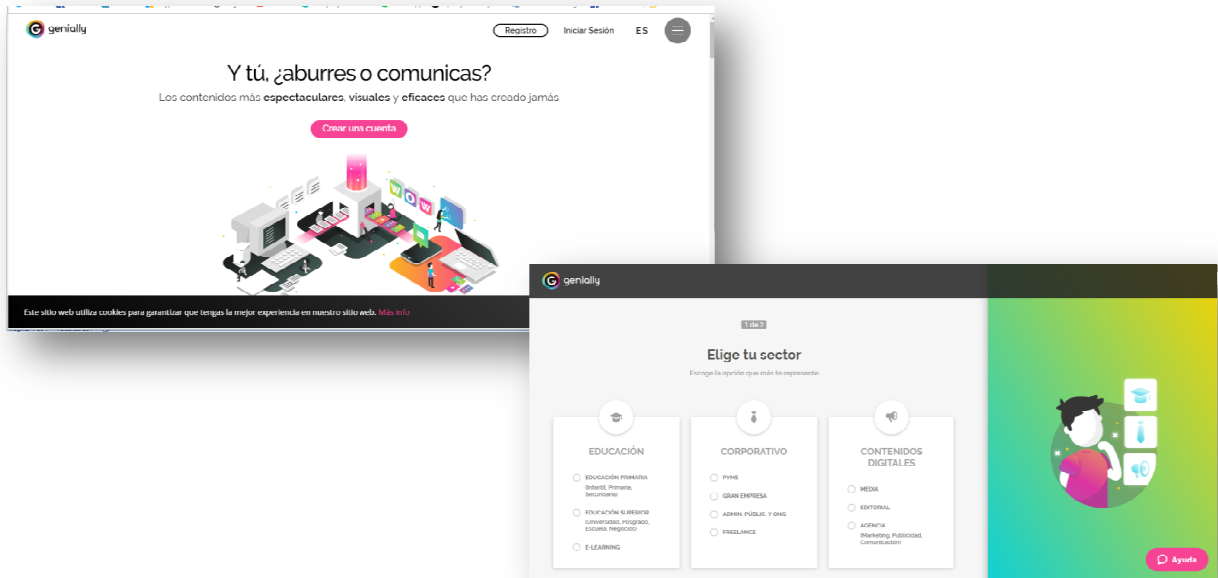 genially
Registro
Iniciar Sesión
ES
Y tú, ¿aburres o comunicas?
Los contenidos más espectaculares, visuales y eficaces que has creado jamás
Crear una cuenta
WOW
Este sitio web utiliza cookies para garantizar que tengas la mejor experiencia en nuestro sitio web. Más info
genially
1 de 2
Elige tu sector
Escoge la opción que más te represente
EDUCACIÓN
EDUCACIÓN PRIMARIA
(Infantil, Primaria,
Secundaria)
EDUCACIÓN SUPERIOR
(Universidad, Posgrado,
Escuela, Negocios)
E-LEARNING
CORPORATIVO
PYME
GRAN EMPRESA
ADMIN. PÚBLIC. Y ONG
FREELANCE
CONTENIDOS
DIGITALES
MEDIA
EDITORIAL
AGENCIA
(Marketing, Publicidad,
Comunicación)
Ayuda